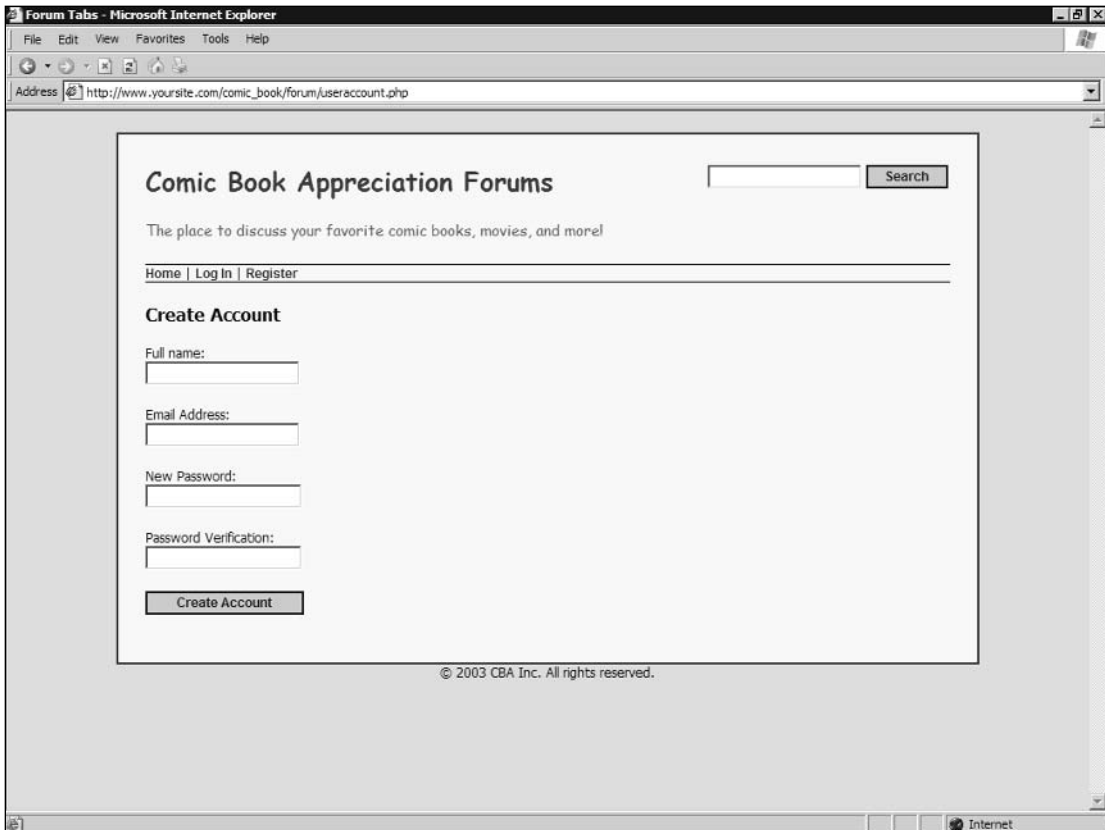 Forum Tabs - Microsoft Internet Explorer
File Edit View Favorites Tools Help
Address http://www.yoursite.com/comic_book/forum/useraccount.php
Comic Book Appreciation Forums
Search
The place to discuss your favorite comic books, movies, and more!
Home | Log In | Register
Create Account
Full name:
Email Address:
New Password:
Password Verification:
Create Account
© 2003 CBA Inc. All rights reserved.
Internet